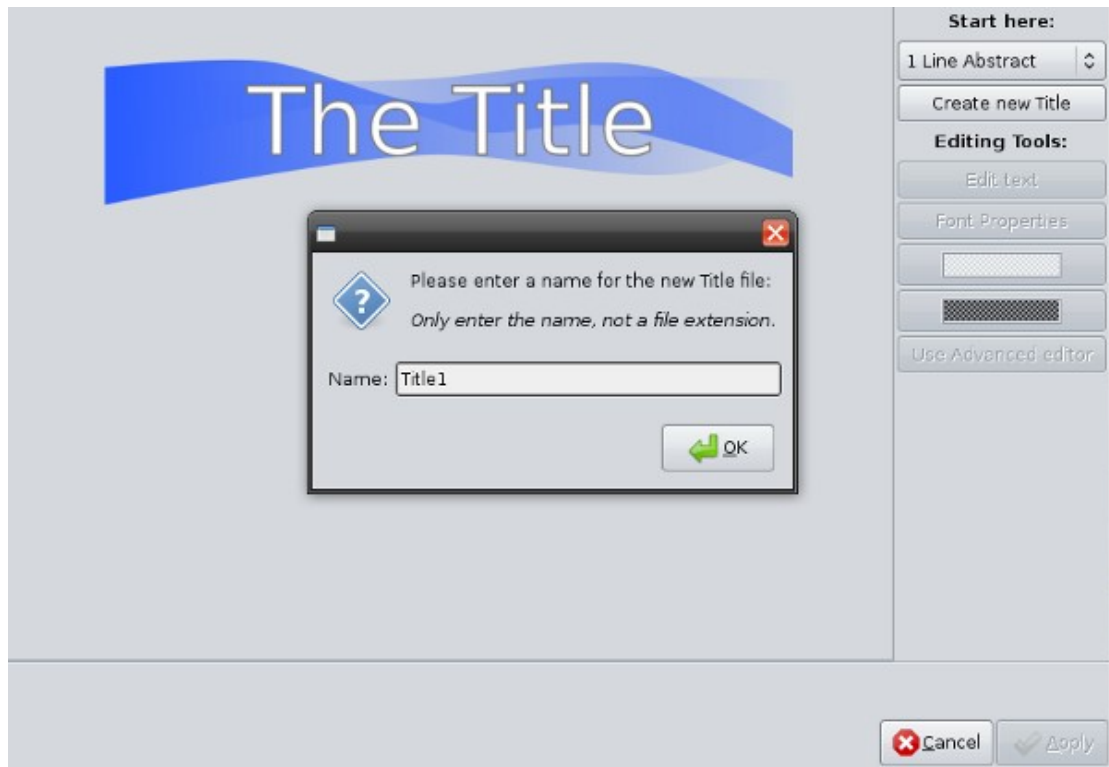 The Title
Please enter a name for the new Title file:
Only enter the name, not a file extension.
Name: Title1
OK
Start here:
1 Line Abstract
Create new Title
Editing Tools:
Edit text
Font Properties
Use Advanced editor
Cancel
Apply